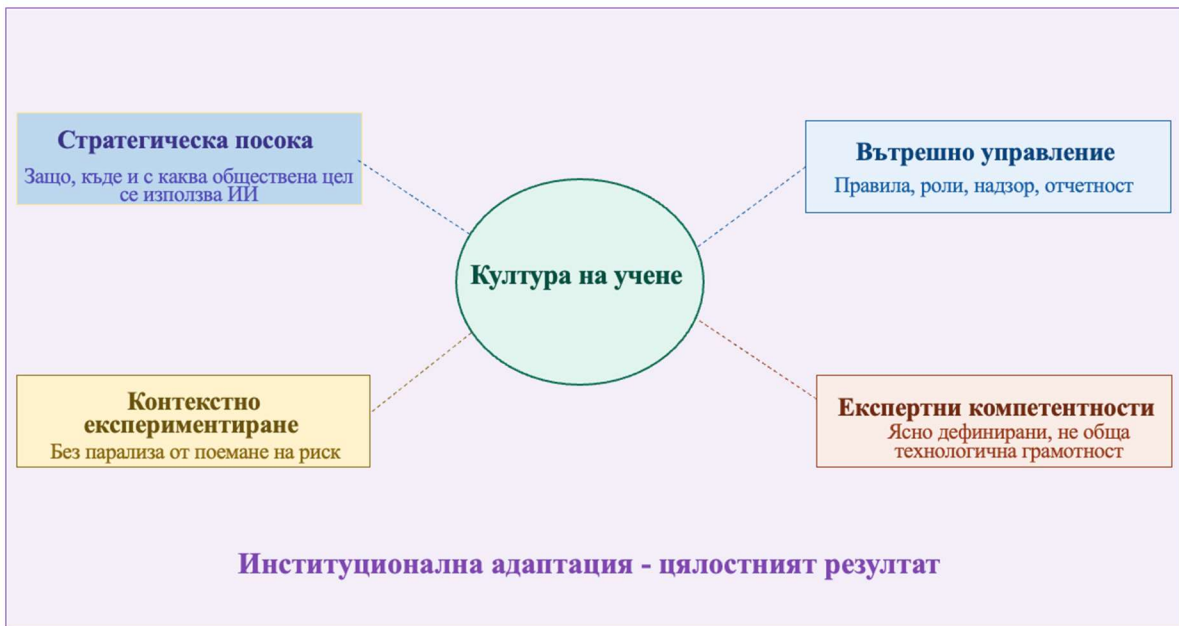 Стратегическа посока
Защо, къде и с каква обществена цел
се използва ИИ
Вътрешно управление
Правила, роли, надзор, отчетност
Култура на учене
Контекстно
експериментиране
Без парализа от поемане на риск
Експертни компетентности
Ясно дефинирани, не обща
технологична грамотност
Институционална адаптация - цялостният резултат